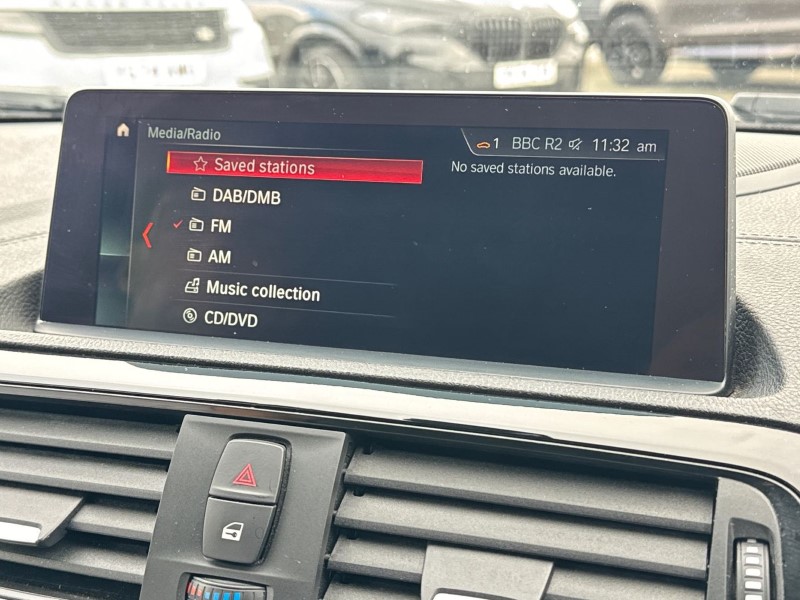 Media/Radio
1 BBC R2 11:32 am
Saved stations
No saved stations available.
DAB/DMB
FM
AM
Music collection
CD/DVD